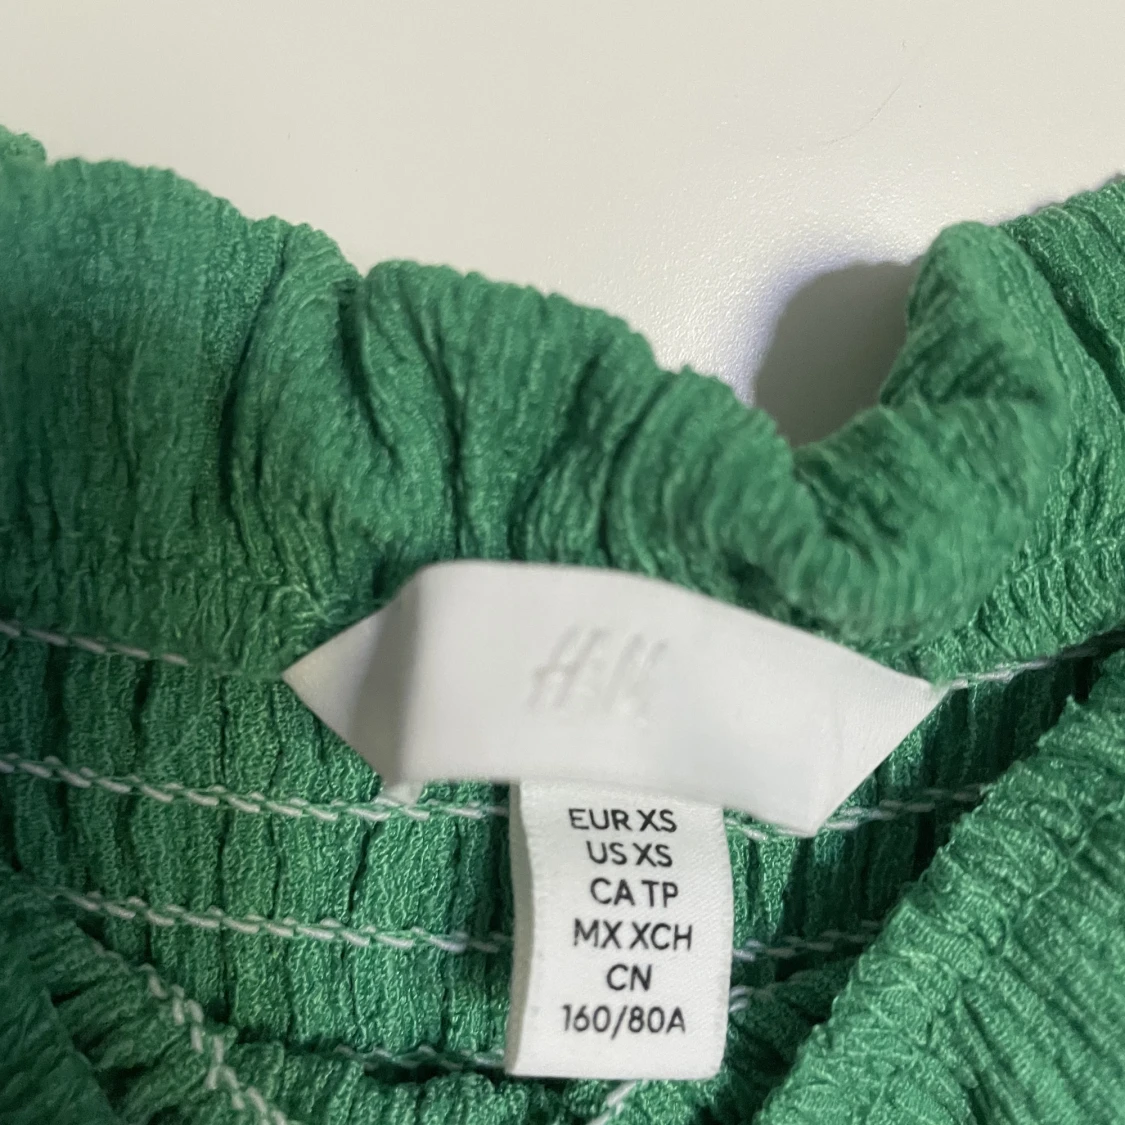 H&M
EUR XS
US XS
CA TP
MX XCH
CN
160/80A